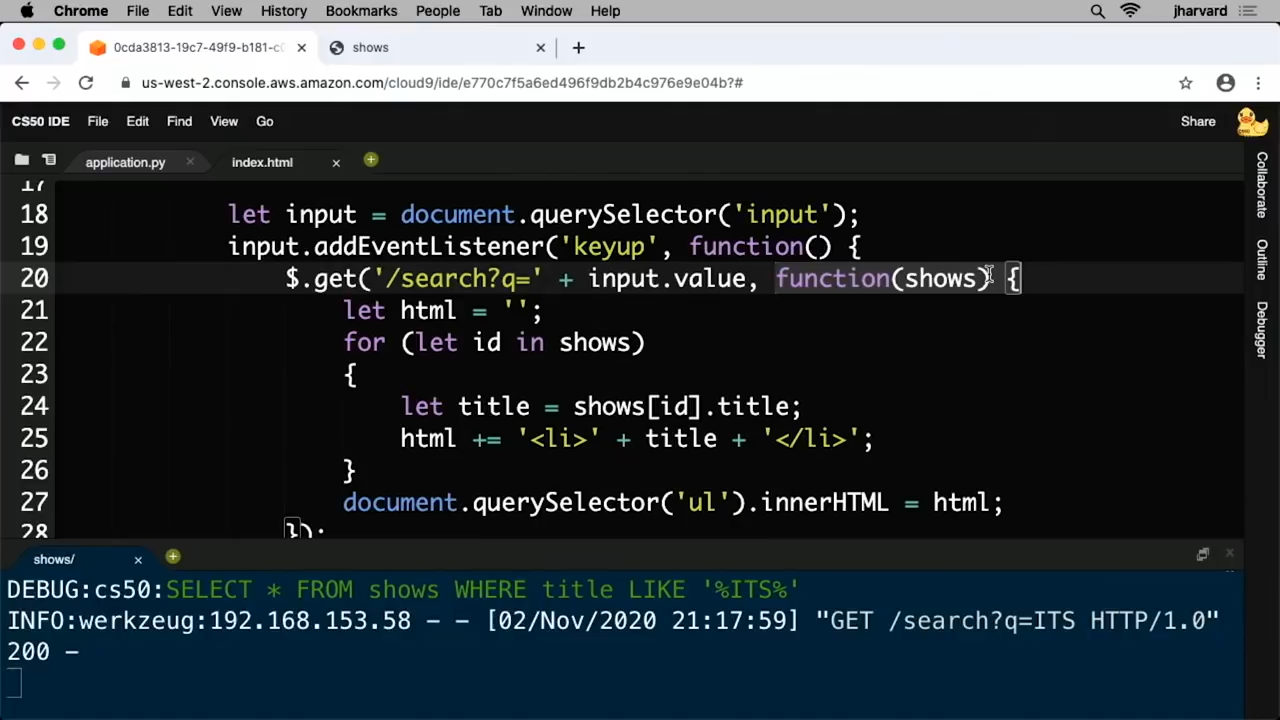 Chrome File Edit View History Bookmarks People Tab Window Help jharvard
0cda3813-19c7-49f9-b181-c0 shows
us-west-2.console.aws.amazon.com/cloud9/ide/e770c7f5a6ed496f9db2b4c976e9e04b?#
CS50 IDE File Edit Find View Go Share
application.py index.html
17
18 let input = document.querySelector('input');
19 input.addEventListener('keyup', function() {
20 $.get('/search?q=' + input.value, function(shows) {
21 let html = '';
22 for (let id in shows)
23 {
24 let title = shows[id].title;
25 html += '<li>' + title + '</li>';
26 }
27 document.querySelector('ul').innerHTML = html;
28 });
Collaborate
Outline
Debugger
shows/
DEBUG:cs50:SELECT * FROM shows WHERE title LIKE '%ITS%'
INFO:werkzeug:192.168.153.58 - - [02/Nov/2020 21:17:59] "GET /search?q=ITS HTTP/1.0"
200 -